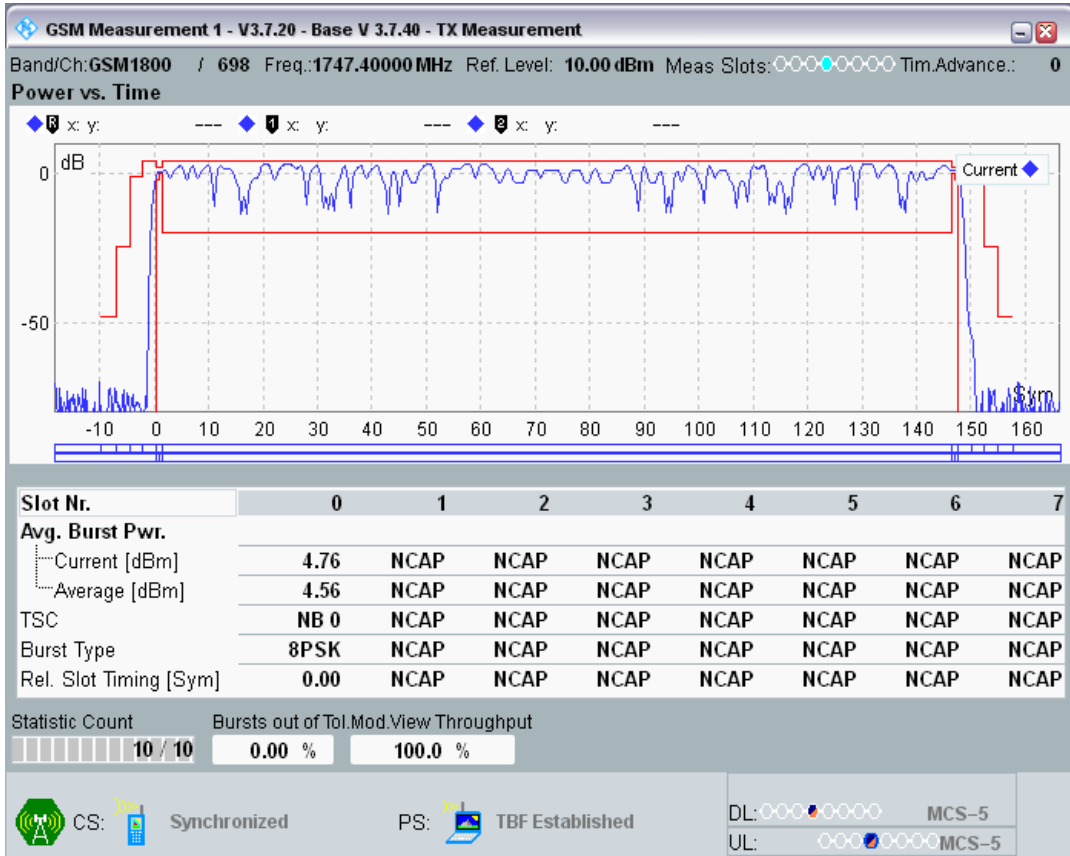 GSM Measurement 1 - V3.7.20 - Base V 3.7.40 - TX Measurement
Band/Ch:GSM1800 / 698 Freq.:1747.40000 MHz Ref. Level: 10.00 dBm Meas Slots: Tim.Advance.: 0
Power vs. Time
R x: y: --- 1 x: y: --- 2 x: y: ---
dB
0
Current
-50
Sym
-10 0 10 20 30 40 50 60 70 80 90 100 110 120 130 140 150 160
Slot Nr. 0 1 2 3 4 5 6 7
Avg. Burst Pwr.
Current [dBm] 4.76 NCAP NCAP NCAP NCAP NCAP NCAP NCAP
Average [dBm] 4.56 NCAP NCAP NCAP NCAP NCAP NCAP NCAP
TSC NB 0 NCAP NCAP NCAP NCAP NCAP NCAP NCAP
Burst Type 8PSK NCAP NCAP NCAP NCAP NCAP NCAP NCAP
Rel. Slot Timing [Sym] 0.00 NCAP NCAP NCAP NCAP NCAP NCAP NCAP
Statistic Count Bursts out of Tol.Mod.View Throughput
10 / 10 0.00 % 100.0 %
CS: Synchronized PS: TBF Established
DL: MCS-5
UL: MCS-5